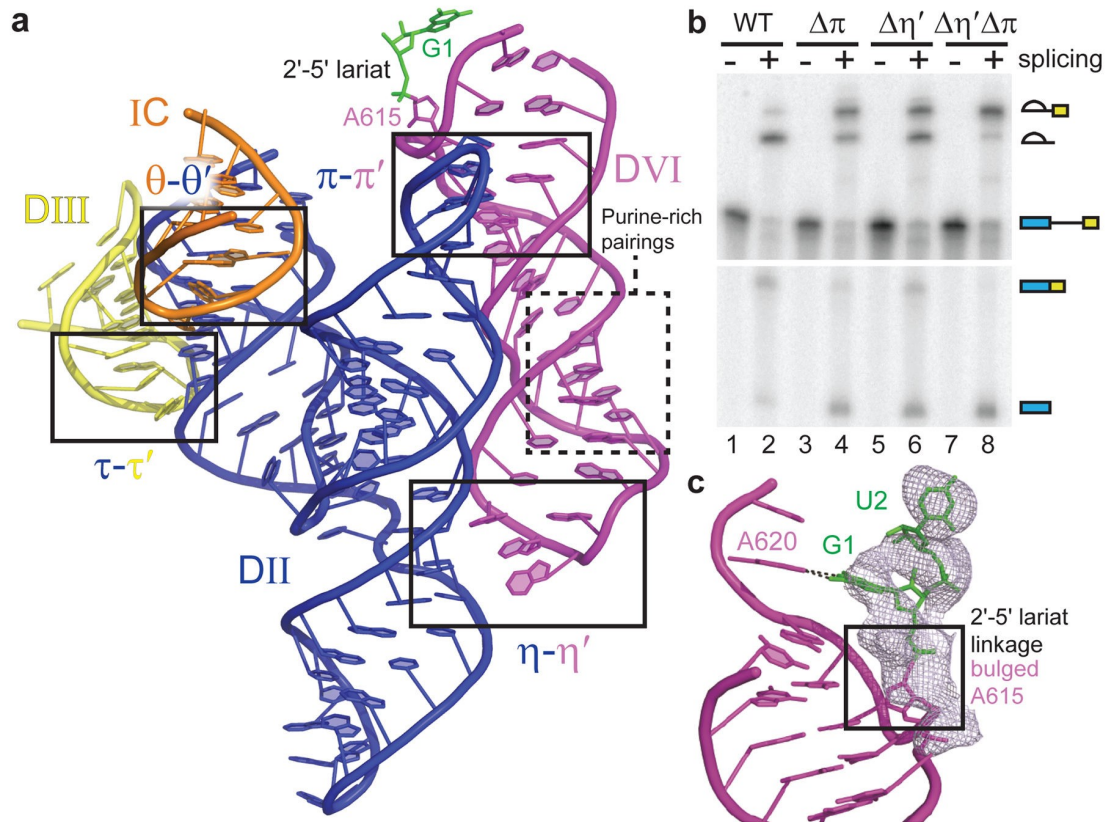 a
G1
2'-5' lariat
A615
IC
θ-θ′
π-π′
DVI
DIII
Purine-rich
pairings
τ-τ′
DII
η-η′
b
WT Δπ Δη′ Δη′Δπ
- + - + - + - + splicing
1 2 3 4 5 6 7 8
c
U2
A620
G1
2'-5' lariat
linkage
bulged
A615